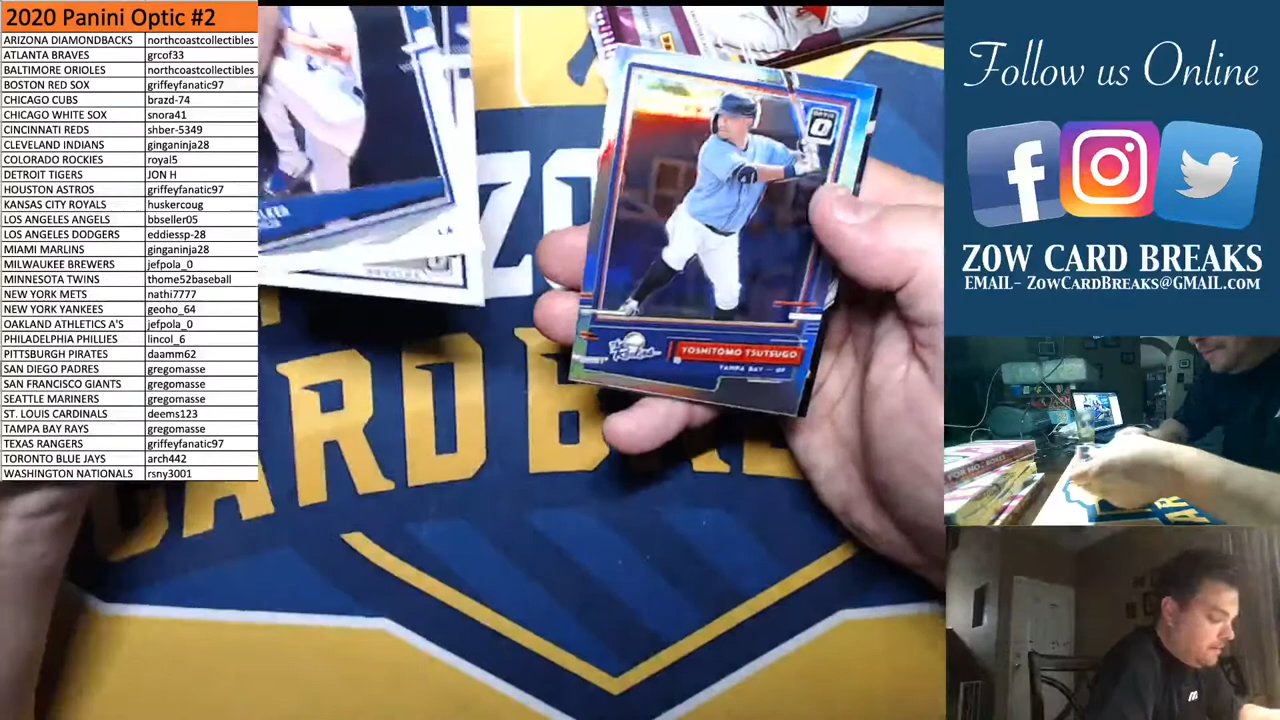 2020 Panini Optic #2
ARIZONA DIAMONDBACKS northcoastcollectibles
ATLANTA BRAVES grcof33
BALTIMORE ORIOLES northcoastcollectibles
BOSTON RED SOX griffeyfanatic97
CHICAGO CUBS brazd-74
CHICAGO WHITE SOX snora41
CINCINNATI REDS shber-5349
CLEVELAND INDIANS ginganinja28
COLORADO ROCKIES royal5
DETROIT TIGERS JON H
HOUSTON ASTROS griffeyfanatic97
KANSAS CITY ROYALS huskercoug
LOS ANGELES ANGELS bbseller05
LOS ANGELES DODGERS eddiessp-28
MIAMI MARLINS ginganinja28
MILWAUKEE BREWERS jefpola_0
MINNESOTA TWINS thome52baseball
NEW YORK METS nathi7777
NEW YORK YANKEES geoho_64
OAKLAND ATHLETICS A'S jefpola_0
PHILADELPHIA PHILLIES lincol_6
PITTSBURGH PIRATES daamm62
SAN DIEGO PADRES gregomasse
SAN FRANCISCO GIANTS gregomasse
SEATTLE MARINERS gregomasse
ST. LOUIS CARDINALS deems123
TAMPA BAY RAYS gregomasse
TEXAS RANGERS griffeyfanatic97
TORONTO BLUE JAYS arch442
WASHINGTON NATIONALS rsny3001
ZO
CARD B
YOSHITOMO TSUTSUGO
TAMPA BAY — OF
Follow us Online
ZOW CARD BREAKS
EMAIL- ZOWCARDBREAKS@GMAIL.COM